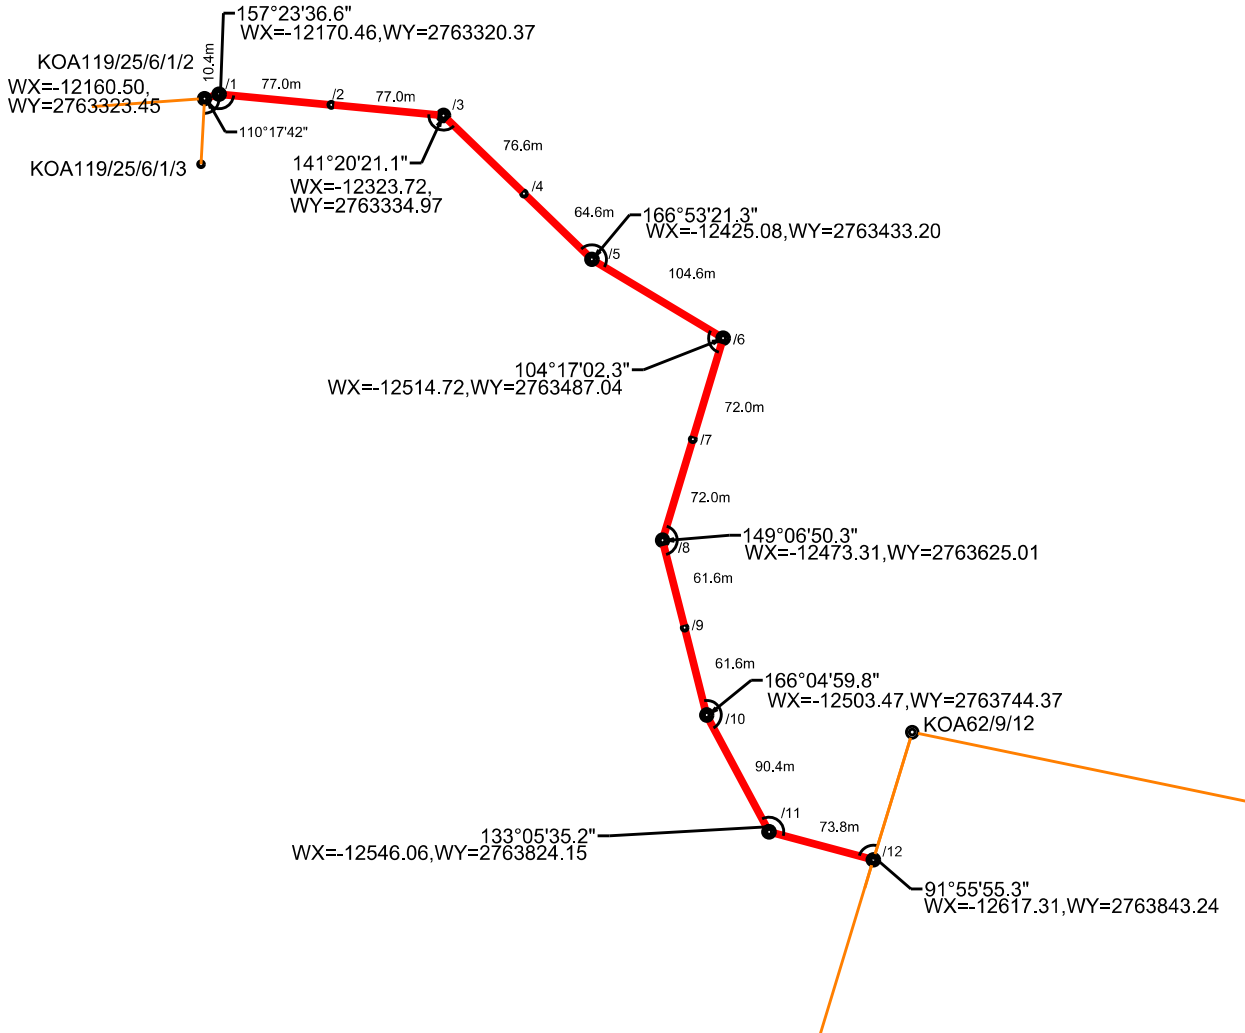 157°23'36.6"
WX=-12170.46,WY=2763320.37
KOA119/25/6/1/2
10.4m
WX=-12160.50,
WY=2763323.45
/1
77.0m
/2
77.0m
/3
110°17'42"
KOA119/25/6/1/3
141°20'21.1"
WX=-12323.72,
WY=2763334.97
76.6m
/4
64.6m
166°53'21.3"
WX=-12425.08,WY=2763433.20
/5
104.6m
/6
104°17'02.3"
WX=-12514.72,WY=2763487.04
72.0m
/7
72.0m
149°06'50.3"
WX=-12473.31,WY=2763625.01
/8
61.6m
/9
61.6m
166°04'59.8"
WX=-12503.47,WY=2763744.37
/10
KOA62/9/12
90.4m
/11
73.8m
133°05'35.2"
WX=-12546.06,WY=2763824.15
/12
91°55'55.3"
WX=-12617.31,WY=2763843.24